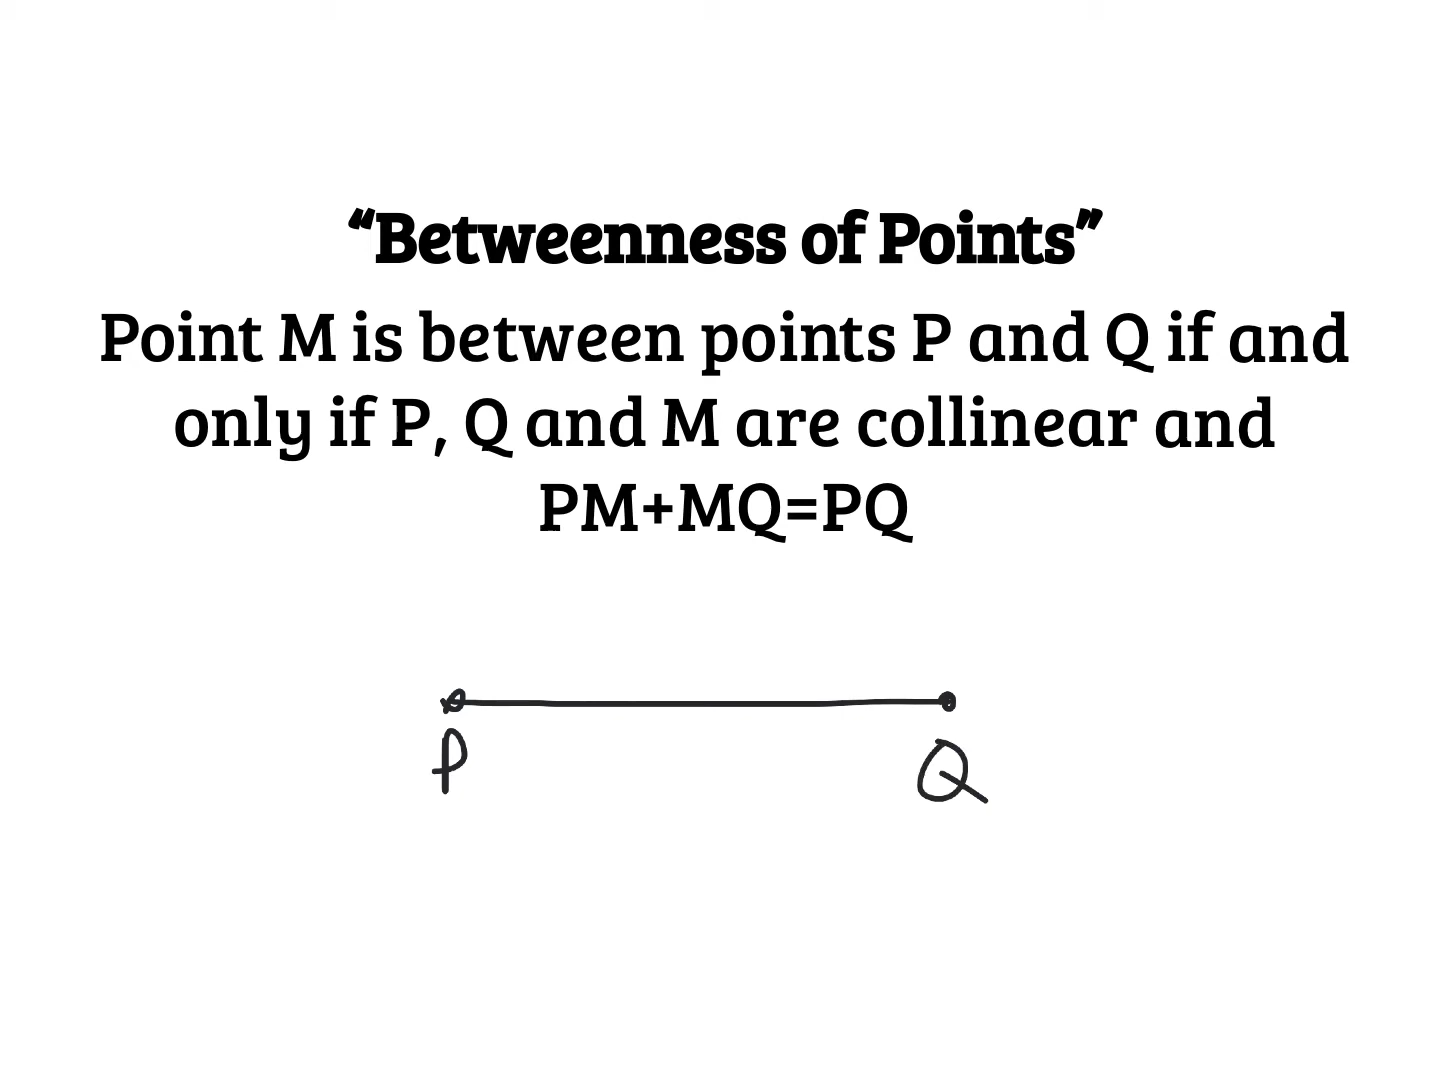 “Betweenness of Points”
Point M is between points P and Q if and
only if P, Q and M are collinear and
PM+MQ=PQ
P Q